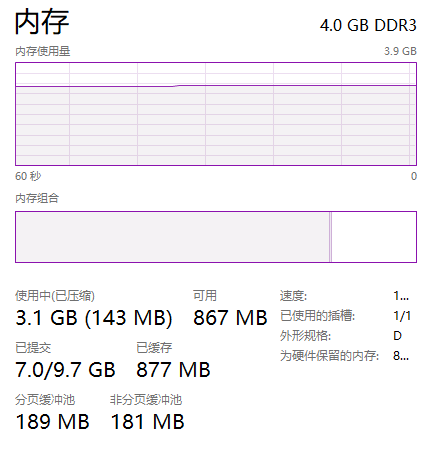 内存 4.0 GB DDR3
内存使用量 3.9 GB
60 秒 0
内存组合
使用中(已压缩) 可用
3.1 GB (143 MB) 867 MB
已提交 已缓存
7.0/9.7 GB 877 MB
分页缓冲池 非分页缓冲池
189 MB 181 MB
速度: 1...
已使用的插槽: 1/1
外形规格: D
为硬件保留的内存: 8...